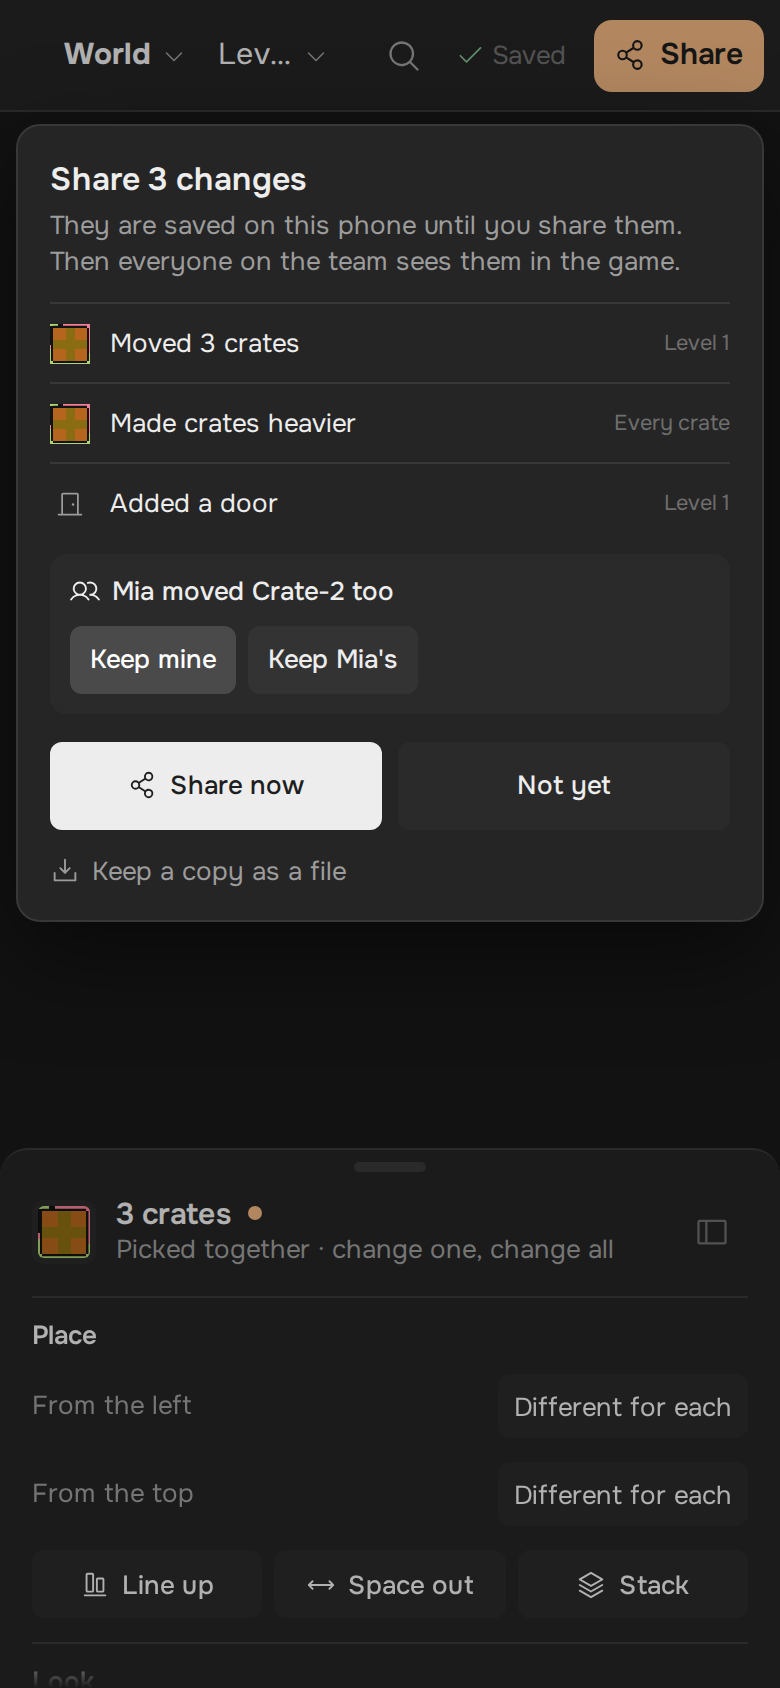 World
Lev...
Saved
Share
Share 3 changes
They are saved on this phone until you share them.
Then everyone on the team sees them in the game.
Moved 3 crates
Level 1
Made crates heavier
Every crate
Added a door
Level 1
Mia moved Crate-2 too
Keep mine
Keep Mia's
Share now
Not yet
Keep a copy as a file
3 crates
Picked together · change one, change all
Place
From the left
Different for each
From the top
Different for each
Line up
Space out
Stack
Look